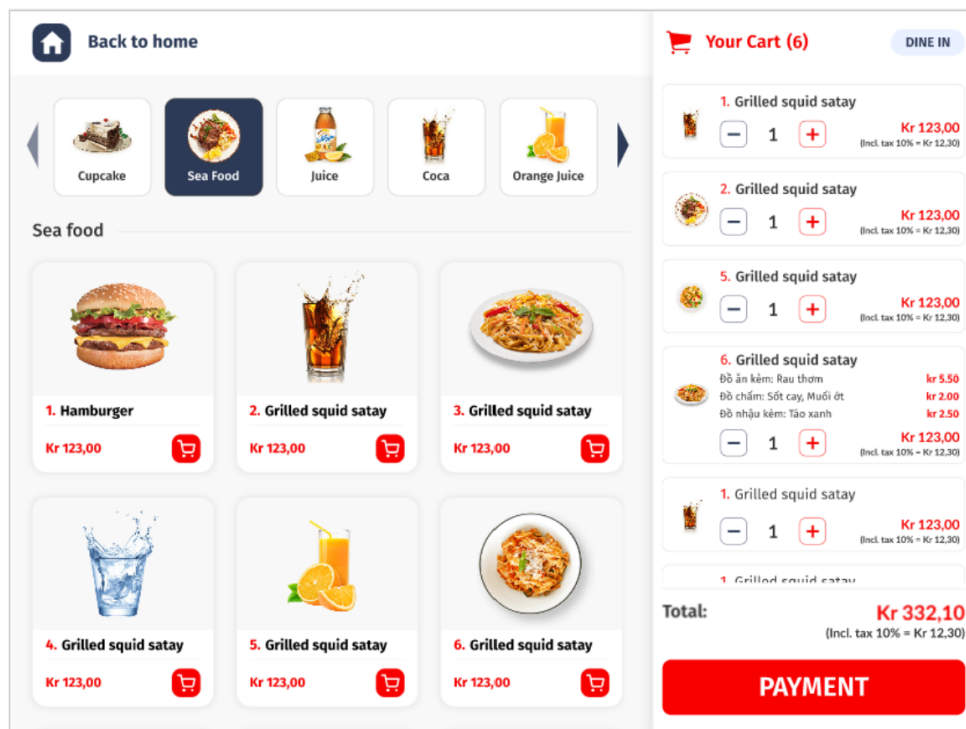 Back to home
Cupcake
Sea Food
Juice
Coca
Orange Juice
Sea food
1. Hamburger
Kr 123,00
2. Grilled squid satay
Kr 123,00
3. Grilled squid satay
Kr 123,00
4. Grilled squid satay
Kr 123,00
5. Grilled squid satay
Kr 123,00
6. Grilled squid satay
Kr 123,00
Your Cart (6)
DINE IN
1. Grilled squid satay
− 1 +
Kr 123,00
(Incl. tax 10% = Kr 12,30)
2. Grilled squid satay
− 1 +
Kr 123,00
(Incl. tax 10% = Kr 12,30)
5. Grilled squid satay
− 1 +
Kr 123,00
(Incl. tax 10% = Kr 12,30)
6. Grilled squid satay
Đồ ăn kèm: Rau thơm kr 5.50
Đồ chấm: Sốt cay, Muối ớt kr 2.00
Đồ nhậu kèm: Táo xanh kr 2.50
− 1 +
Kr 123,00
(Incl. tax 10% = Kr 12,30)
1. Grilled squid satay
− 1 +
Kr 123,00
(Incl. tax 10% = Kr 12,30)
1. Grilled squid satay
Total: Kr 332,10
(Incl. tax 10% = Kr 12,30)
PAYMENT